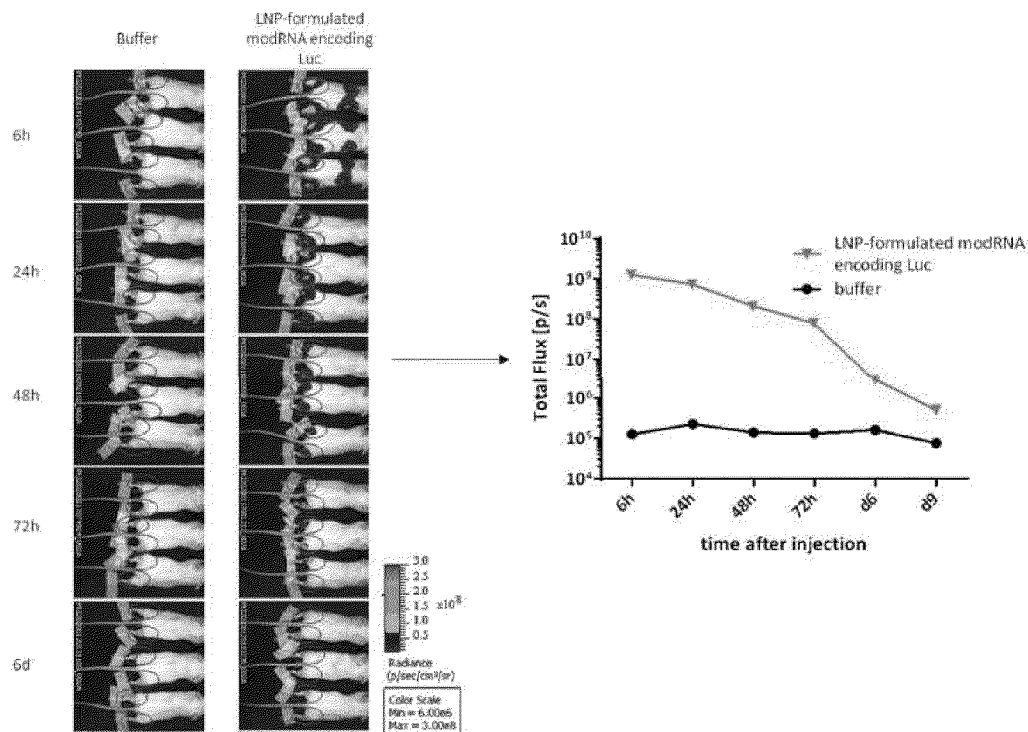 Buffer
LNP-formulated
modRNA encoding
Luc
6h
24h
48h
72h
6d
3.0
2.5
2.0
1.5
1.0
0.5
x10⁸
Radiance
(p/sec/cm²/sr)
Color Scale
Min = 6.00e6
Max = 3.00e8
Total Flux [p/s]
10¹⁰
10⁹
10⁸
10⁷
10⁶
10⁵
10⁴
LNP-formulated modRNA
encoding Luc
buffer
6h
24h
48h
72h
d6
d9
time after injection